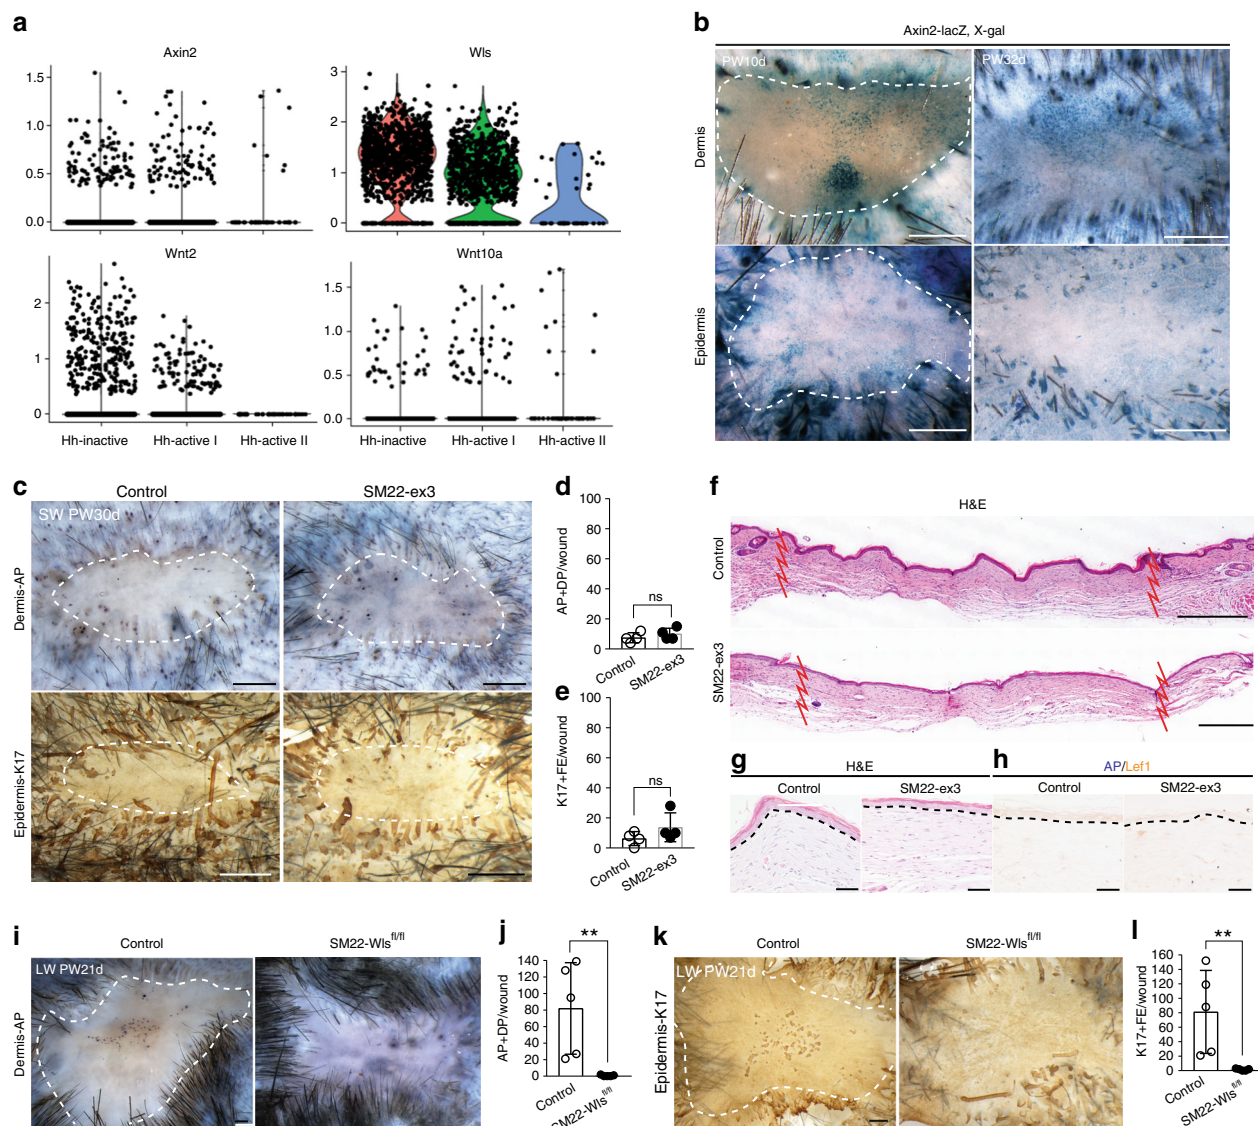 a
Axin2
Wls
1.5
1.0
0.5
0.0
3
2
1
0
Wnt2
Wnt10a
2
1
0
1.5
1.0
0.5
0.0
Hh-inactive
Hh-active I
Hh-active II
Hh-inactive
Hh-active I
Hh-active II
b
Axin2-lacZ, X-gal
PW10d
PW32d
Dermis
Epidermis
c
Control
SM22-ex3
SW PW30d
Dermis-AP
Epidermis-K17
d
100
80
60
40
20
0
AP+DP/wound
ns
Control
SM22-ex3
e
100
80
60
40
20
0
K17+FE/wound
ns
Control
SM22-ex3
f
H&E
Control
SM22-ex3
g
H&E
Control
SM22-ex3
h
AP/Lef1
Control
SM22-ex3
i
Control
SM22-Wls fl/fl
LW PW21d
Dermis-AP
j
**
140
120
100
80
60
40
20
0
AP+DP/wound
Control
SM22-Wls fl/fl
k
Control
SM22-Wls fl/fl
LW PW21d
Epidermis-K17
l
**
160
140
120
100
80
60
40
20
0
K17+FE/wound
Control
SM22-Wls fl/fl